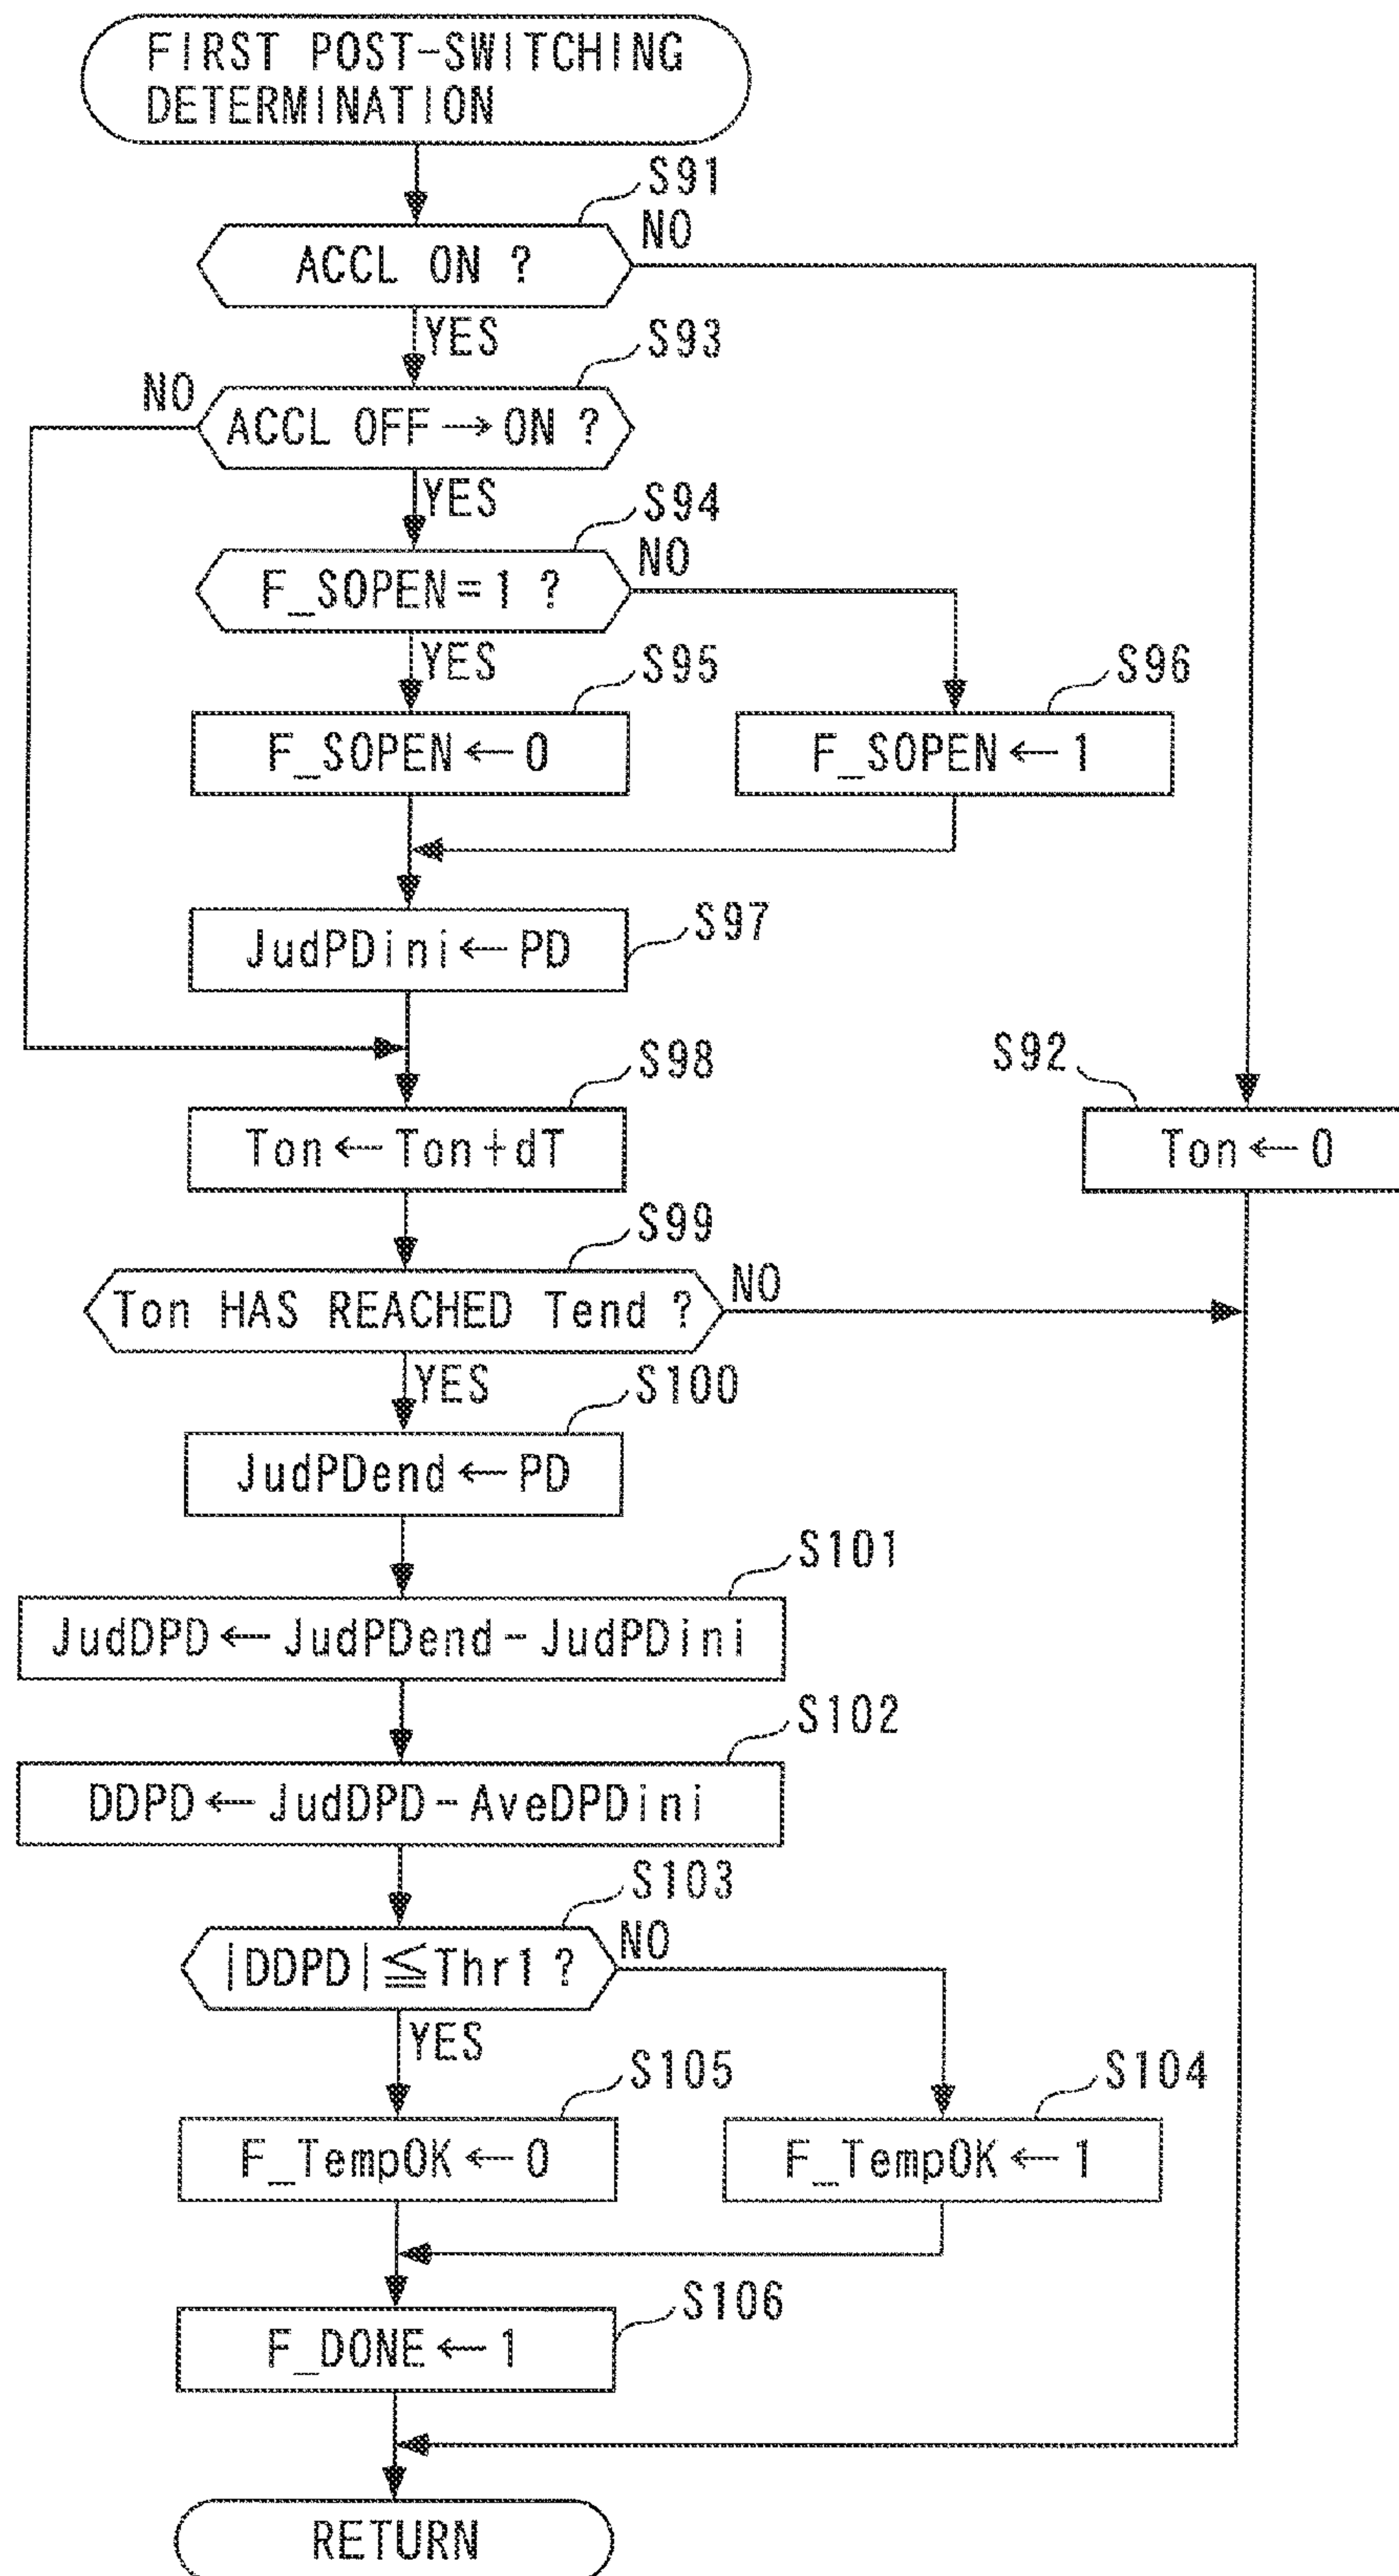 FIRST POST-SWITCHING
DETERMINATION
S91
ACCL ON ?
NO
YES
S93
NO
ACCL OFF→ON ?
YES
S94
F_SOPEN=1 ?
NO
YES
S95
S96
F_SOPEN←0
F_SOPEN←1
S97
JudPDini←PD
S98
S92
Ton←Ton+dT
Ton←0
S99
Ton HAS REACHED Tend ?
NO
YES
S100
JudPDend←PD
S101
JudDPD←JudPDend-JudPDini
S102
DDPD←JudDPD-AveDPDini
S103
|DDPD|≦Thr1 ?
NO
YES
S105
S104
F_TempOK←0
F_TempOK←1
S106
F_DONE←1
RETURN